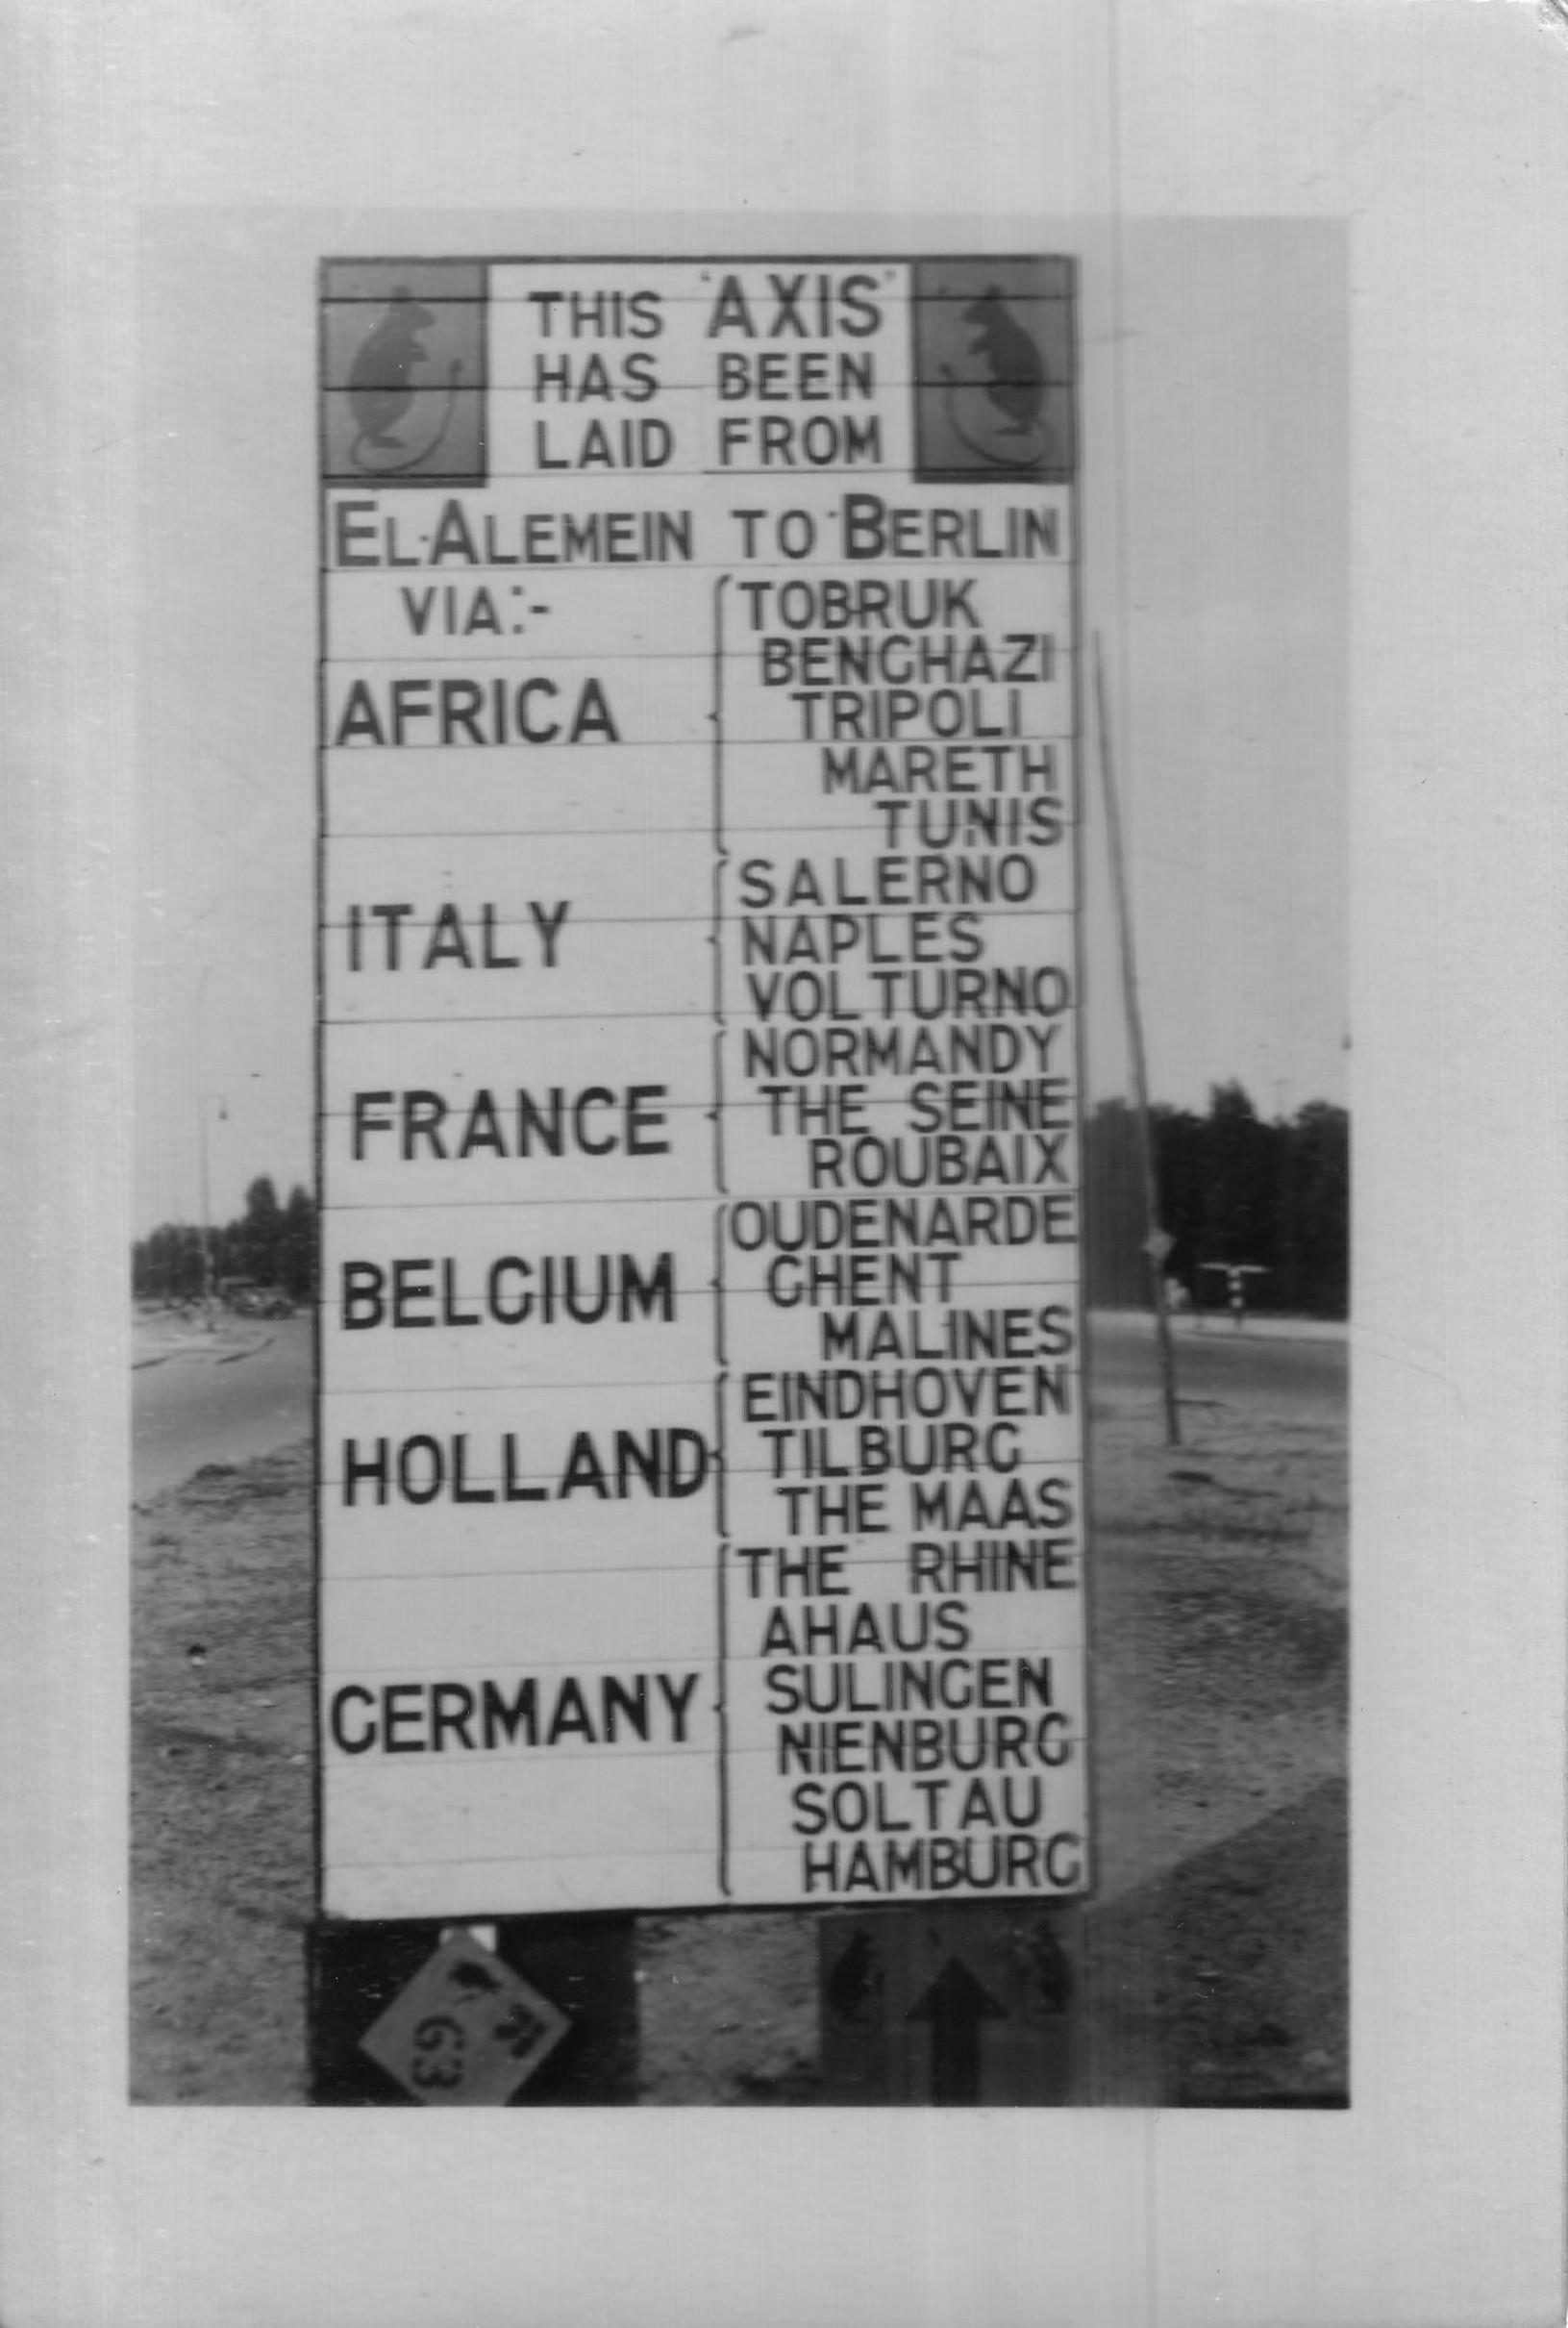 THIS "AXIS"
HAS BEEN
LAID FROM
EL·ALEMEIN TO BERLIN
VIA:-
AFRICA
TOBRUK
BENGHAZI
TRIPOLI
MARETH
TUNIS
ITALY
SALERNO
NAPLES
VOLTURNO
FRANCE
NORMANDY
THE SEINE
ROUBAIX
BELGIUM
OUDENARDE
GHENT
MALINES
HOLLAND
EINDHOVEN
TILBURG
THE MAAS
GERMANY
THE RHINE
AHAUS
SULINGEN
NIENBURG
SOLTAU
HAMBURG
G3